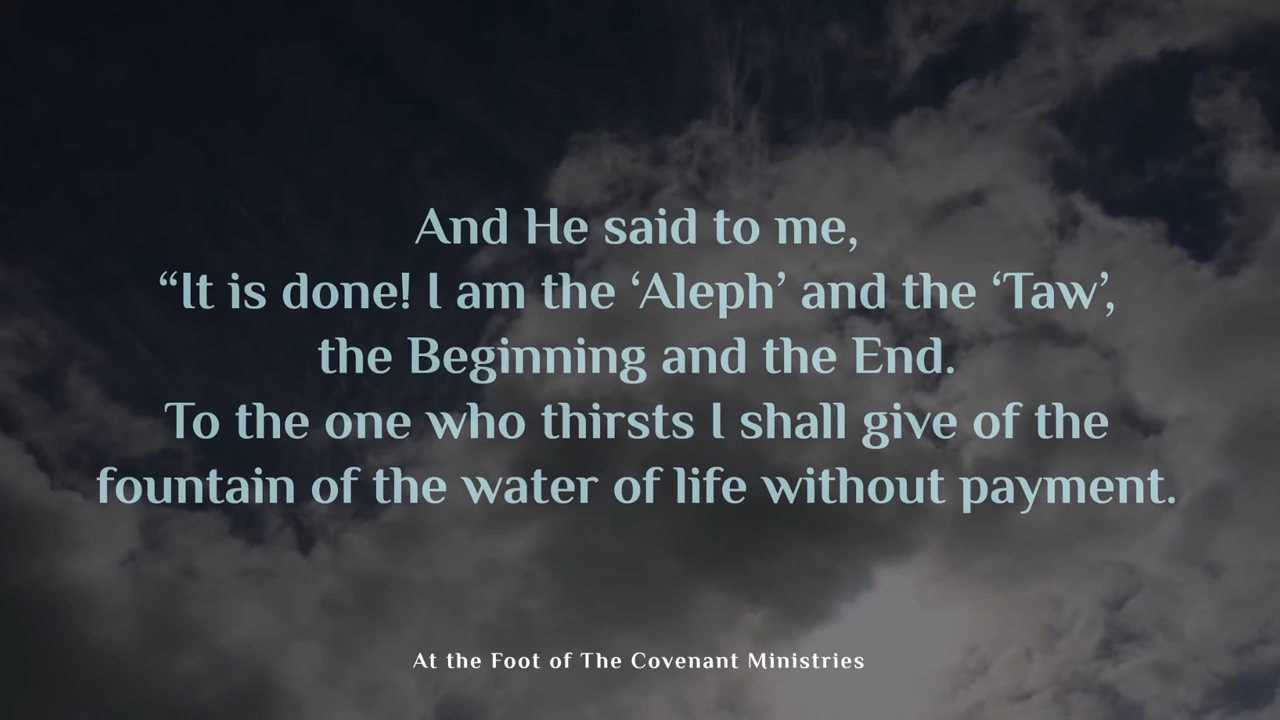 And He said to me,
“It is done! I am the ‘Aleph’ and the ‘Taw’,
the Beginning and the End.
To the one who thirsts I shall give of the
fountain of the water of life without payment.
At the Foot of The Covenant Ministries